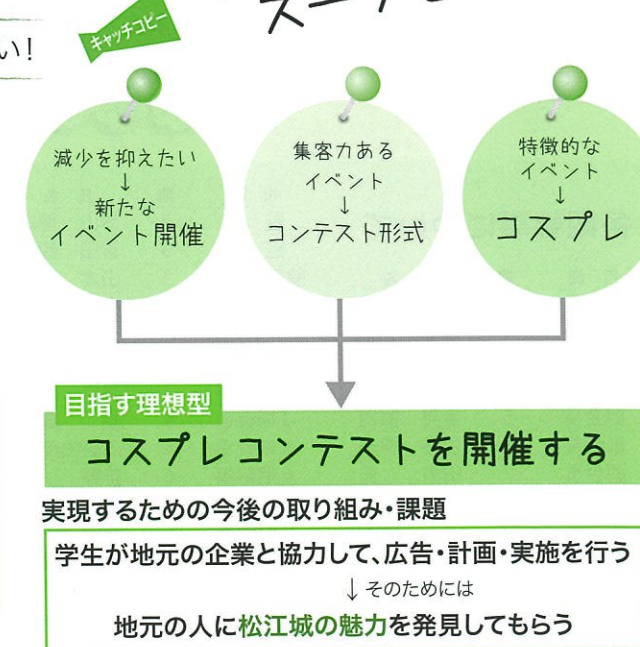 い!
キャッチコピー
減少を抑えたい
↓
新たな
イベント開催
集客力ある
イベント
↓
コンテスト形式
特徴的な
イベント
↓
コスプレ
目指す理想型
コスプレコンテストを開催する
実現するための今後の取り組み・課題
学生が地元の企業と協力して、広告・計画・実施を行う
↓そのためには
地元の人に松江城の魅力を発見してもらう